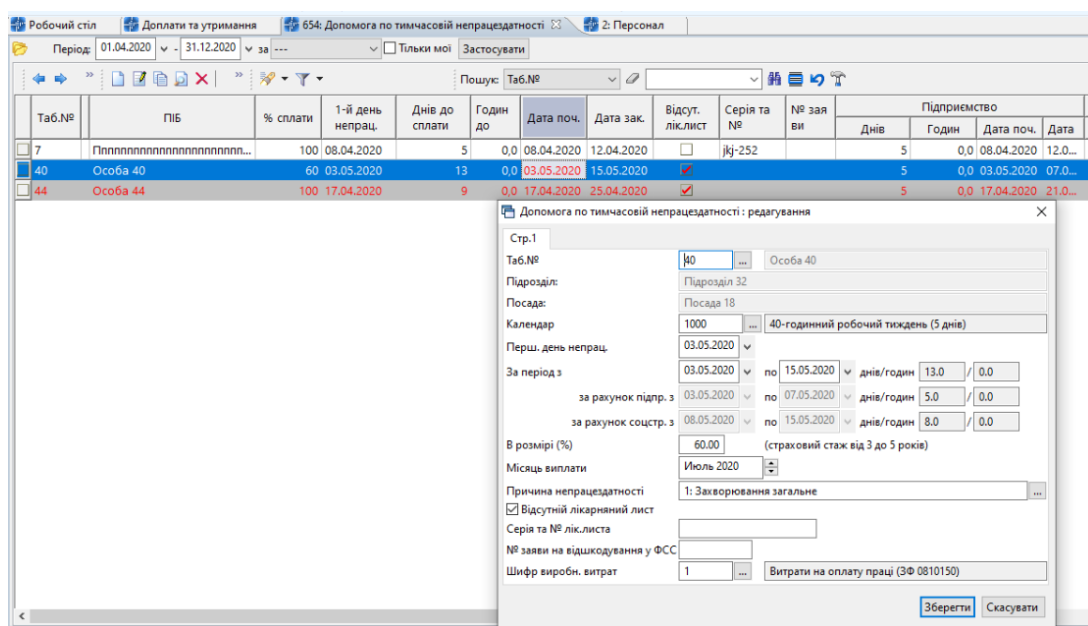 Робочий стіл Доплати та утримання 654: Допомога по тимчасовій непрацездатності 2: Персонал
Період: 01.04.2020 - 31.12.2020 за --- Тільки мої Застосувати
Пошук: Таб.№
Таб.№ ПІБ % сплати 1-й день непрац. Днів до сплати Годин до Дата поч. Дата зак. Відсут. лік.лист Серія та № № зая ви Підприємство
Днів Годин Дата поч. Дата
7 Пппппппппппппппппппппппп... 100 08.04.2020 5 0,0 08.04.2020 12.04.2020 jkj-252 5 0,0 08.04.2020 12.0...
40 Особа 40 60 03.05.2020 13 0,0 03.05.2020 15.05.2020 5 0,0 03.05.2020 07.0...
44 Особа 44 100 17.04.2020 9 0,0 17.04.2020 25.04.2020 5 0,0 17.04.2020 21.0...
Допомога по тимчасовій непрацездатності : редагування
Стр.1
Таб.№ 40 ... Особа 40
Підрозділ: Підрозділ 32
Посада: Посада 18
Календар 1000 ... 40-годинний робочий тиждень (5 днів)
Перш. день непрац. 03.05.2020
За період з 03.05.2020 по 15.05.2020 днів/годин 13.0 / 0.0
за рахунок підпр. з 03.05.2020 по 07.05.2020 днів/годин 5.0 / 0.0
за рахунок соцстр. з 08.05.2020 по 15.05.2020 днів/годин 8.0 / 0.0
В розмірі (%) 60.00 (страховий стаж від 3 до 5 років)
Місяць виплати Июль 2020
Причина непрацездатності 1: Захворювання загальне ...
Відсутній лікарняний лист
Серія та № лік.листа
№ заяви на відшкодування у ФСС
Шифр виробн. витрат 1 ... Витрати на оплату праці (ЗФ 0810150)
Зберегти Скасувати